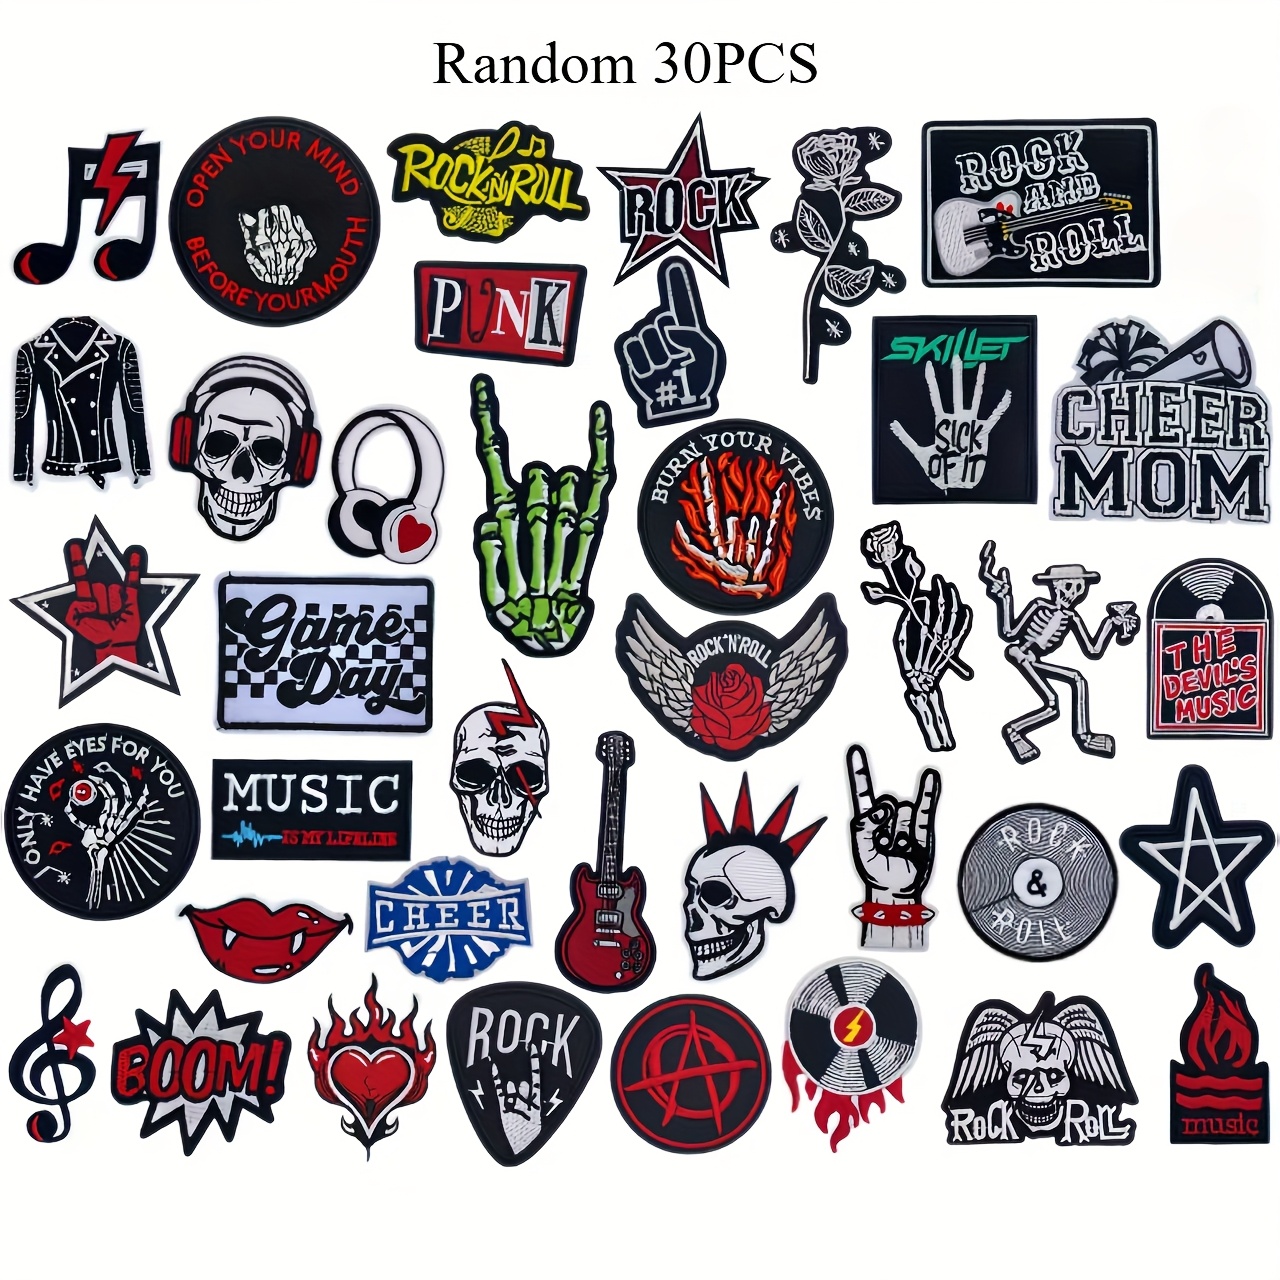 Random 30PCS
OPEN YOUR MIND
BEFORE YOUR MOUTH
ROCK'N'ROLL
ROCK
ROCK
AND
ROLL
PUNK
#1
SKILLET
SICK
OF IT
CHEER
MOM
BURN YOUR VIBES
Game
Day
ROCK'N'ROLL
THE
DEVIL'S
MUSIC
I ONLY HAVE EYES FOR YOU
MUSIC
IS MY LIFELINE
CHEER
ROCK
&
ROLL
BOOM!
ROCK
A
ROCK ROLL
music